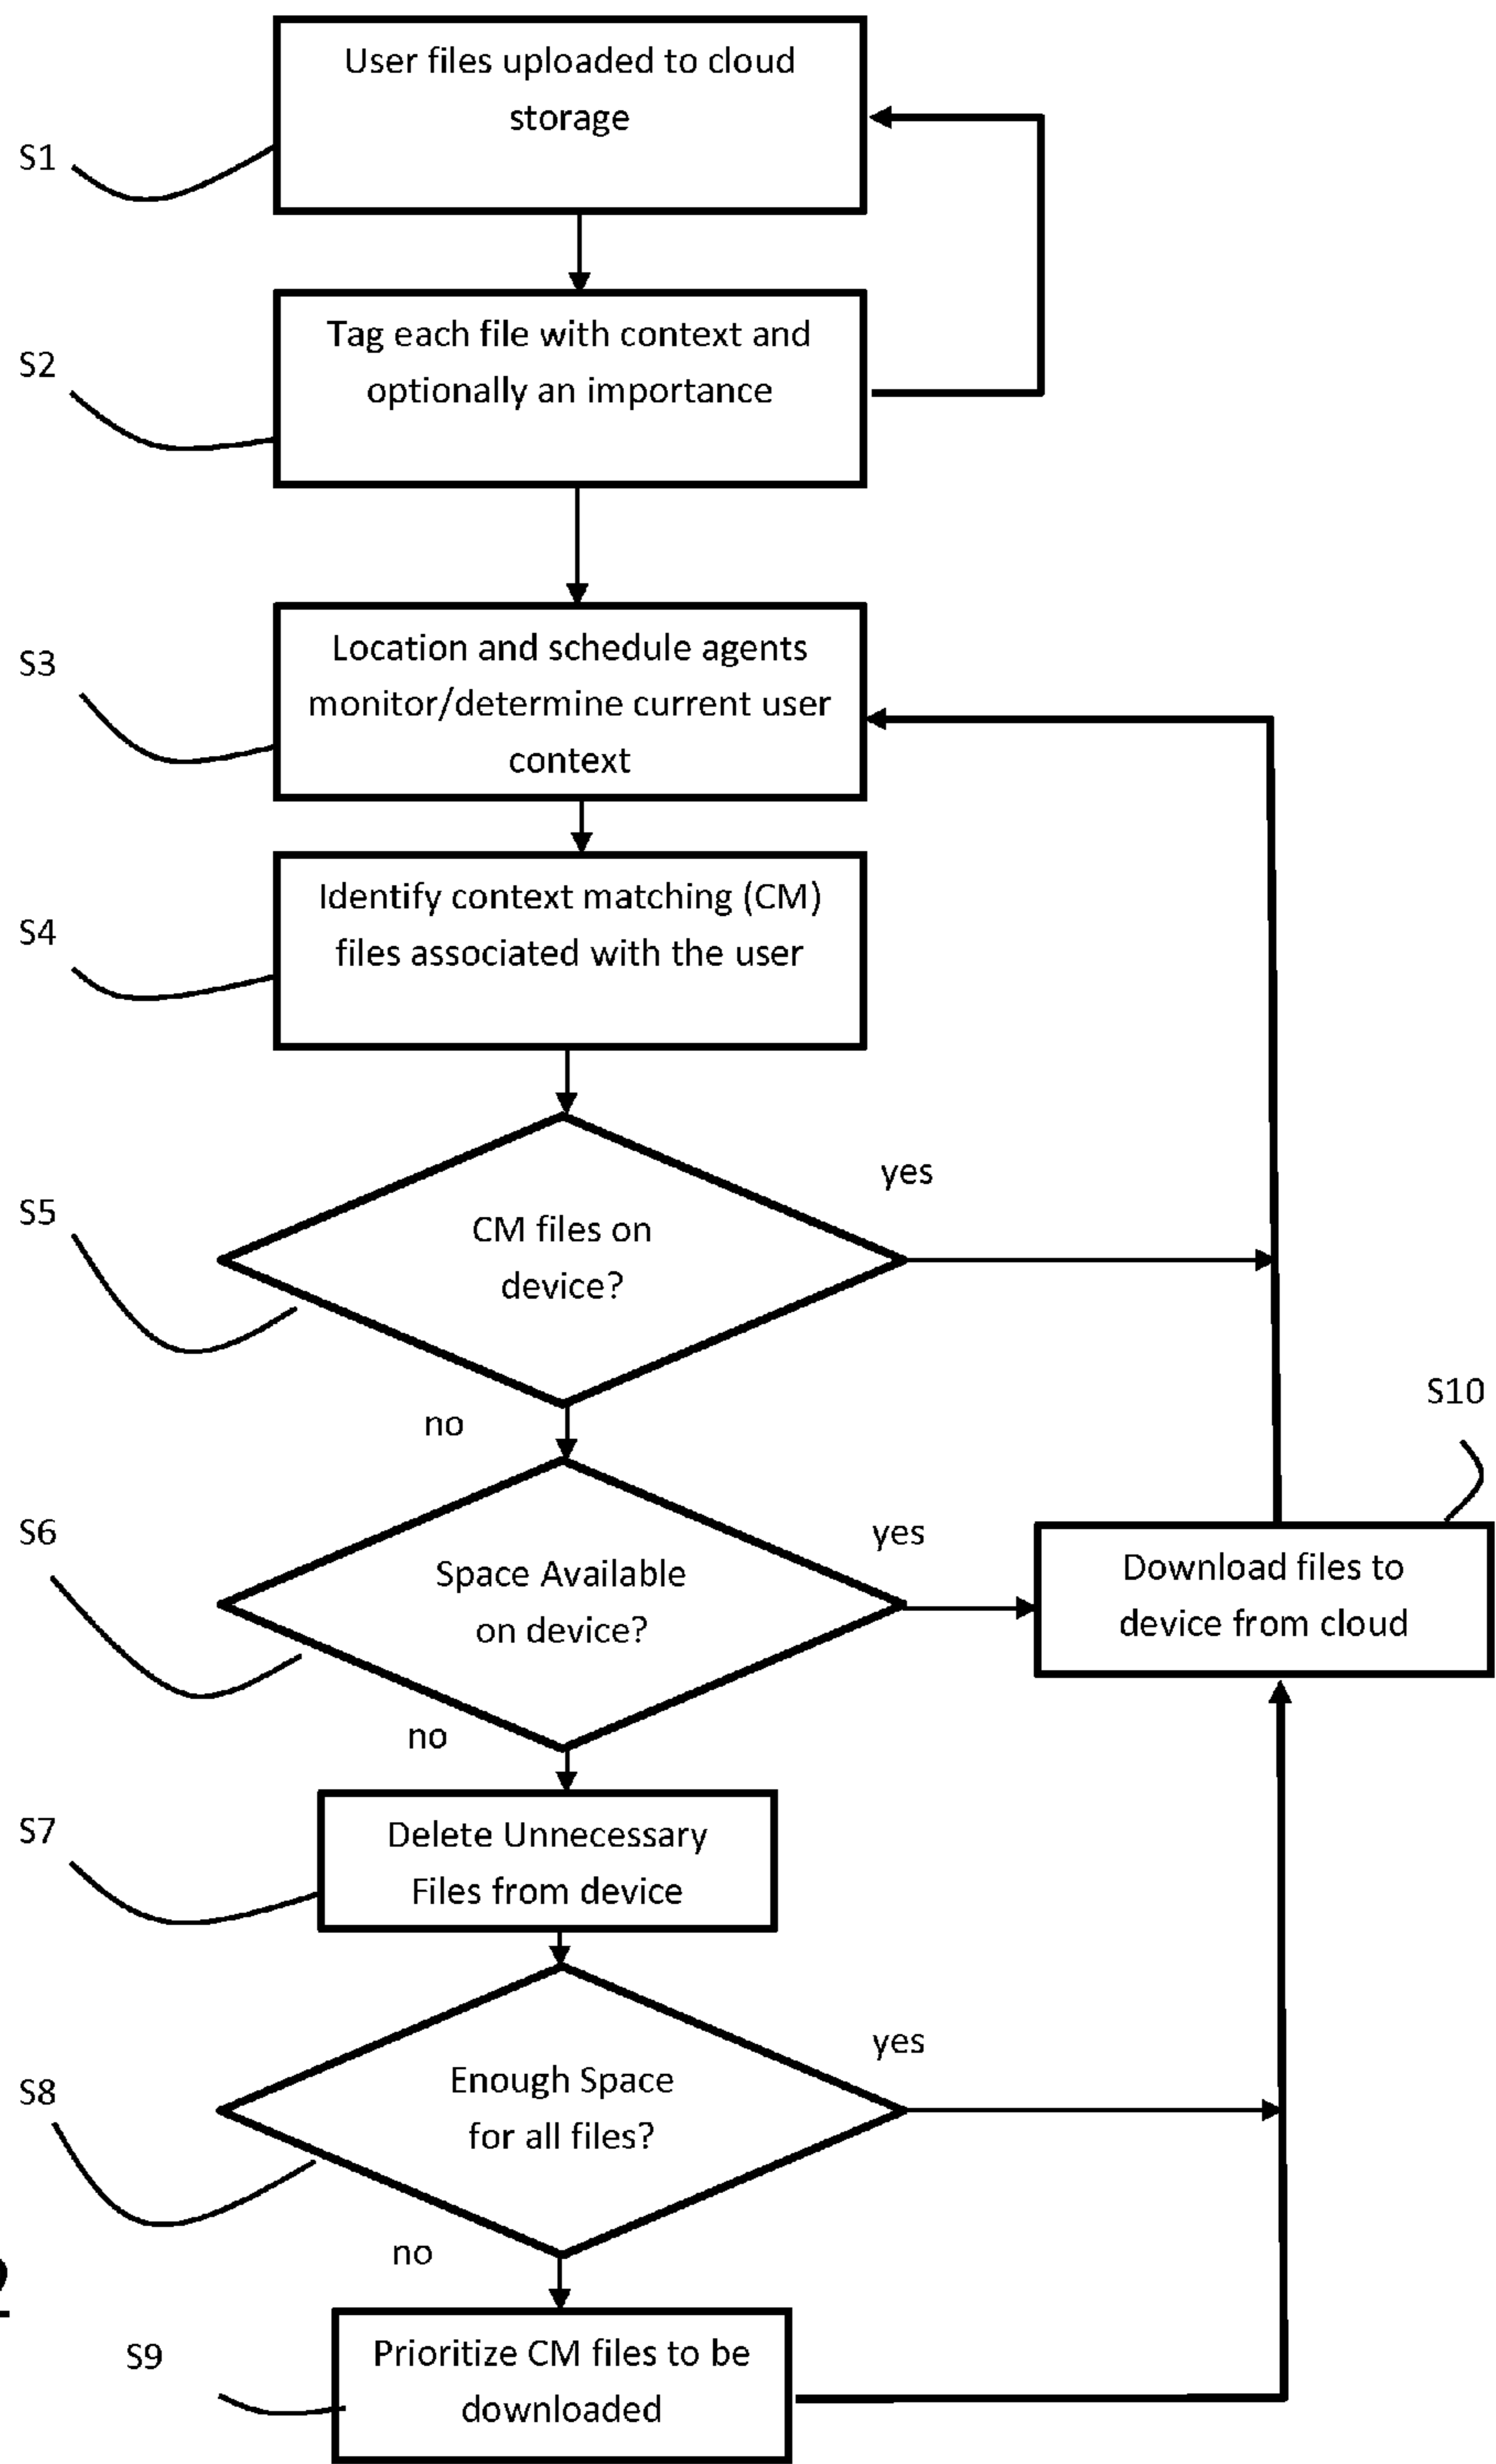 User files uploaded to cloud
storage
S1
Tag each file with context and
optionally an importance
S2
Location and schedule agents
monitor/determine current user
context
S3
Identify context matching (CM)
files associated with the user
S4
yes
CM files on
device?
S5
no
S10
yes
Space Available
on device?
S6
Download files to
device from cloud
no
Delete Unnecessary
Files from device
S7
yes
Enough Space
for all files?
S8
no
Prioritize CM files to be
downloaded
S9